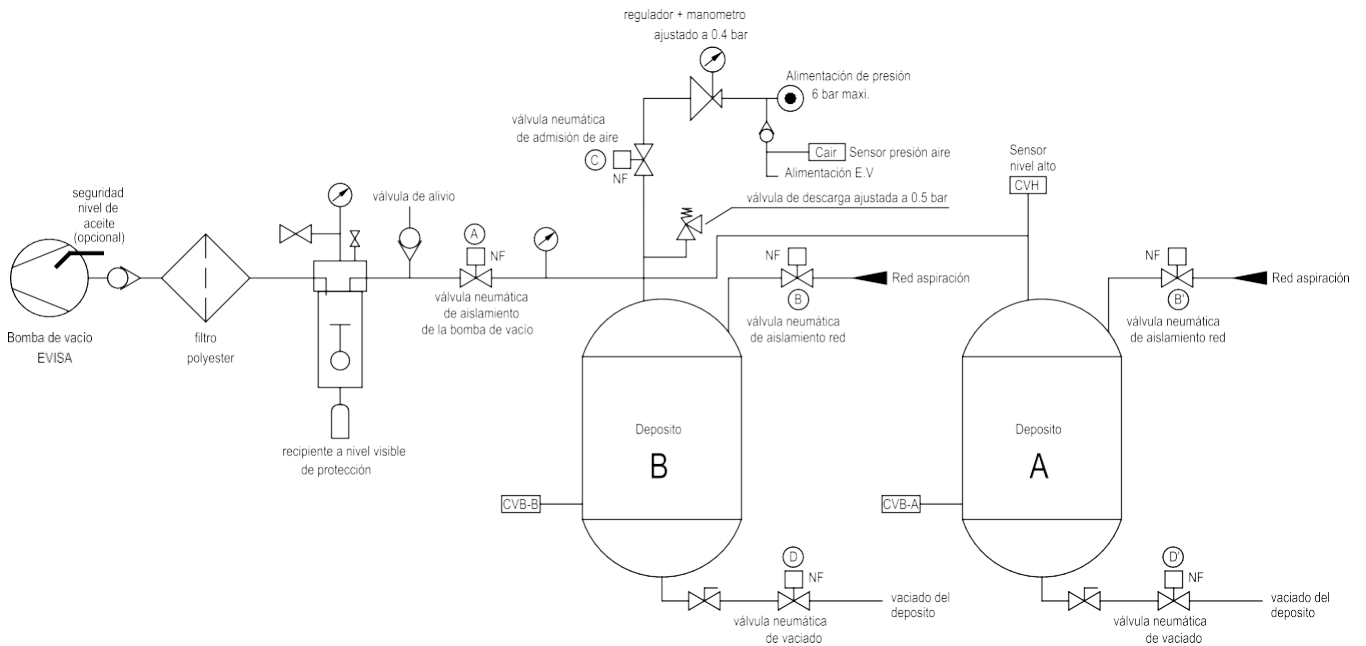 regulador + manometro
ajustado a 0.4 bar
Alimentación de presión
6 bar maxi.
válvula neumática
de admisión de aire
C
NF
Cair
Sensor presión aire
Alimentación E.V
Sensor
nivel alto
CVH
seguridad
nivel de
aceite
(opcional)
válvula de alivio
válvula de descarga ajustada a 0.5 bar
A
NF
NF
Red aspiración
NF
Red aspiración
B
B'
válvula neumática
de aislamiento
de la bomba de vacío
válvula neumática
de aislamiento red
válvula neumática
de aislamiento red
Bomba de vacío
EVISA
filtro
polyester
recipiente a nivel visible
de protección
Deposito
B
Deposito
A
CVB-B
CVB-A
D
NF
D'
NF
vaciado del
deposito
vaciado del
deposito
válvula neumática
de vaciado
válvula neumática
de vaciado